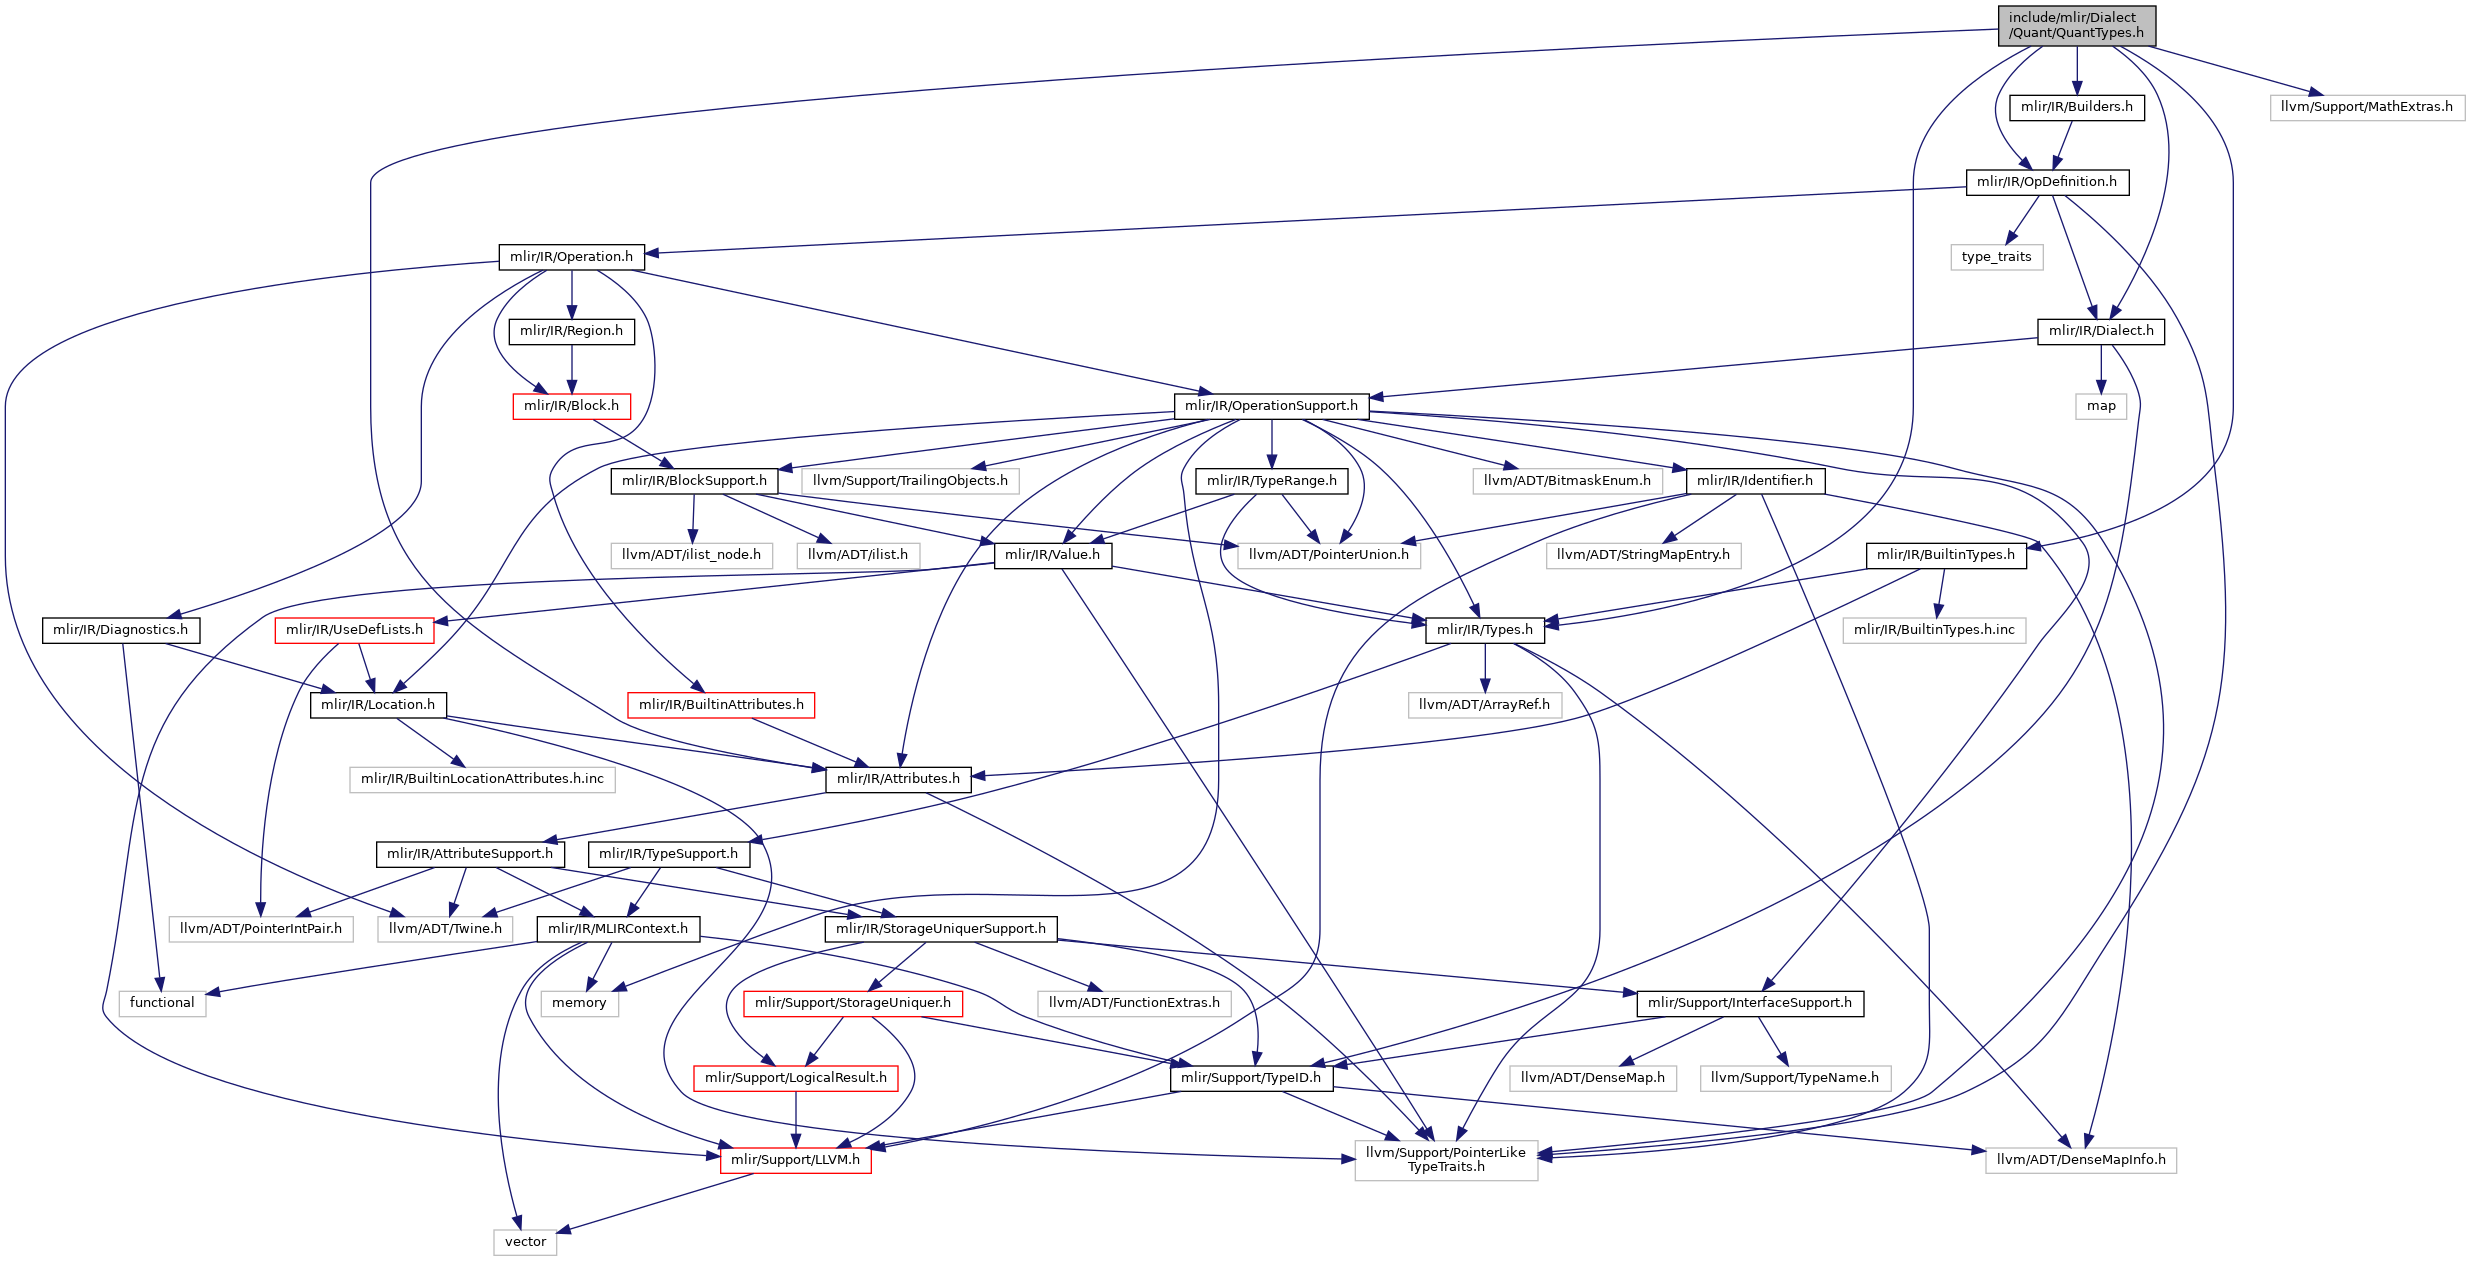 include/mlir/Dialect
/Quant/QuantTypes.h
mlir/IR/Builders.h
llvm/Support/MathExtras.h
mlir/IR/OpDefinition.h
mlir/IR/Operation.h
type_traits
mlir/IR/Region.h
mlir/IR/Dialect.h
mlir/IR/Block.h
mlir/IR/OperationSupport.h
map
mlir/IR/BlockSupport.h
llvm/Support/TrailingObjects.h
mlir/IR/TypeRange.h
llvm/ADT/BitmaskEnum.h
mlir/IR/Identifier.h
llvm/ADT/ilist_node.h
llvm/ADT/ilist.h
mlir/IR/Value.h
llvm/ADT/PointerUnion.h
llvm/ADT/StringMapEntry.h
mlir/IR/BuiltinTypes.h
mlir/IR/Diagnostics.h
mlir/IR/UseDefLists.h
mlir/IR/Types.h
mlir/IR/BuiltinTypes.h.inc
mlir/IR/Location.h
mlir/IR/BuiltinAttributes.h
llvm/ADT/ArrayRef.h
mlir/IR/BuiltinLocationAttributes.h.inc
mlir/IR/Attributes.h
mlir/IR/AttributeSupport.h
mlir/IR/TypeSupport.h
llvm/ADT/PointerIntPair.h
llvm/ADT/Twine.h
mlir/IR/MLIRContext.h
mlir/IR/StorageUniquerSupport.h
functional
memory
mlir/Support/StorageUniquer.h
llvm/ADT/FunctionExtras.h
mlir/Support/InterfaceSupport.h
mlir/Support/LogicalResult.h
mlir/Support/TypeID.h
llvm/ADT/DenseMap.h
llvm/Support/TypeName.h
mlir/Support/LLVM.h
llvm/Support/PointerLike
TypeTraits.h
llvm/ADT/DenseMapInfo.h
vector